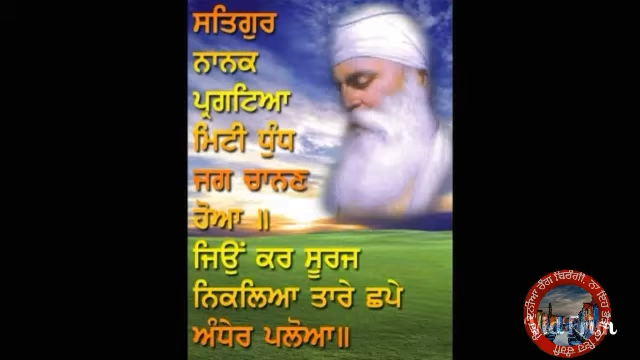 ਸਤਿਗੁਰ
ਨਾਨਕ
ਪ੍ਰਗਟਿਆ
ਮਿਟੀ ਧੁੰਧ
ਜਗ ਚਾਨਣ
ਹੋਆ ॥
ਜਿਉਂ ਕਰ ਸੂਰਜ
ਨਿਕਲਿਆ ਤਾਰੇ ਛਪੇ
ਅੰਧੇਰ ਪਲੋਆ॥